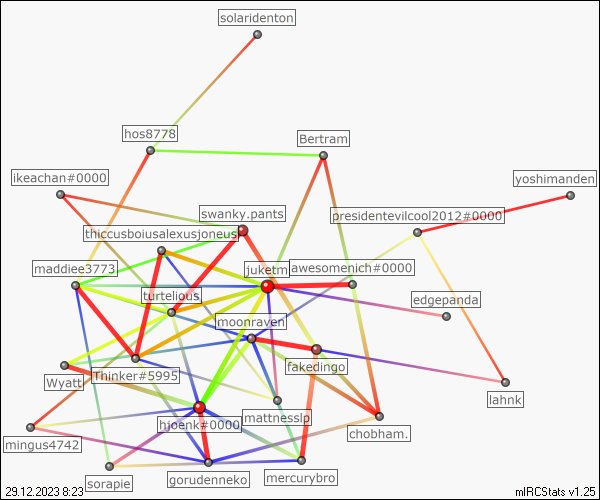 solaridenton
hos8778
Bertram
ikeachan#0000
yoshimanden
swanky.pants
presidentevilcool2012#0000
thiccusboiusalexusjoneusi
maddiee3773
juketm
awesomenich#0000
turtelious
edgepanda
moonraven
fakedingo
Wyatt
Thinker#5995
lahnk
mattnesslp
hjoenk#0000
chobham.
mingus4742
sorapie
gorudenneko
mercurybro
29.12.2023 8:23
mIRCStats v1.25